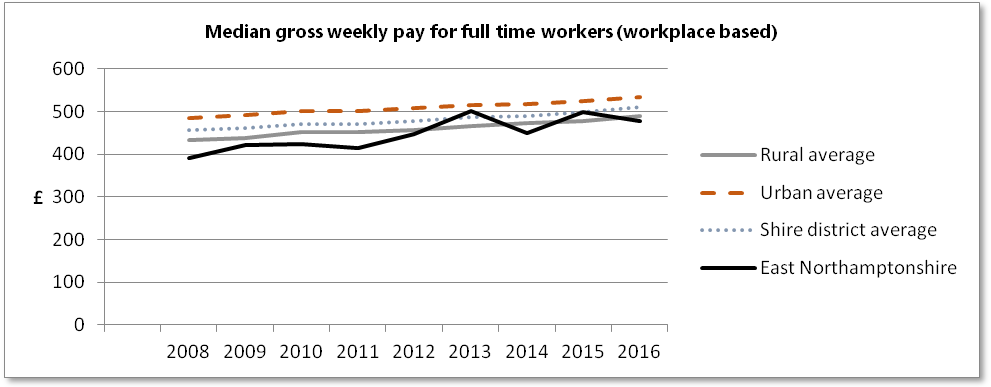 Median gross weekly pay for full time workers (workplace based)
600
500
400
300
200
100
0
£
2008 2009 2010 2011 2012 2013 2014 2015 2016
Rural average
Urban average
Shire district average
East Northamptonshire